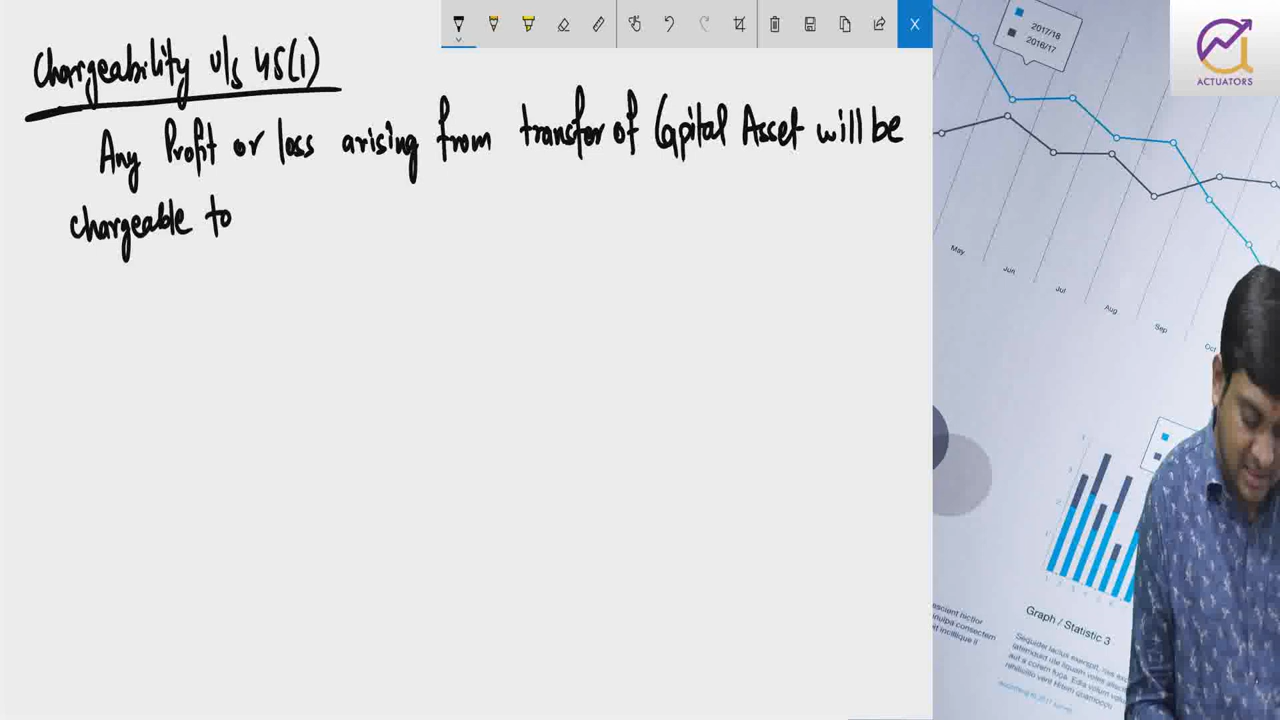 Chargeability u/s 45(1)
Any Profit or loss arising from transfer of Capital Asset will be
chargeable to
2017/18
2016/17
ACTUATORS
May
Jun
Jul
Aug
Sep
Oct
Graph / Statistic 3